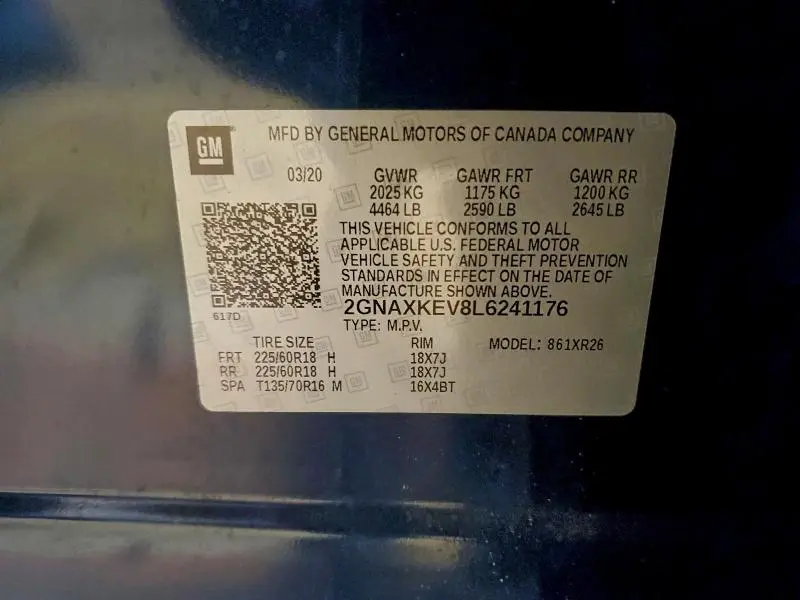 GM
MFD BY GENERAL MOTORS OF CANADA COMPANY
03/20 GVWR GAWR FRT GAWR RR
2025 KG 1175 KG 1200 KG
4464 LB 2590 LB 2645 LB
THIS VEHICLE CONFORMS TO ALL
APPLICABLE U.S. FEDERAL MOTOR
VEHICLE SAFETY AND THEFT PREVENTION
STANDARDS IN EFFECT ON THE DATE OF
MANUFACTURE SHOWN ABOVE.
2GNAXKEV8L6241176
617D
TYPE: M.P.V.
TIRE SIZE RIM MODEL: 861XR26
FRT 225/60R18 H 18X7J
RR 225/60R18 H 18X7J
SPA T135/70R16 M 16X4BT